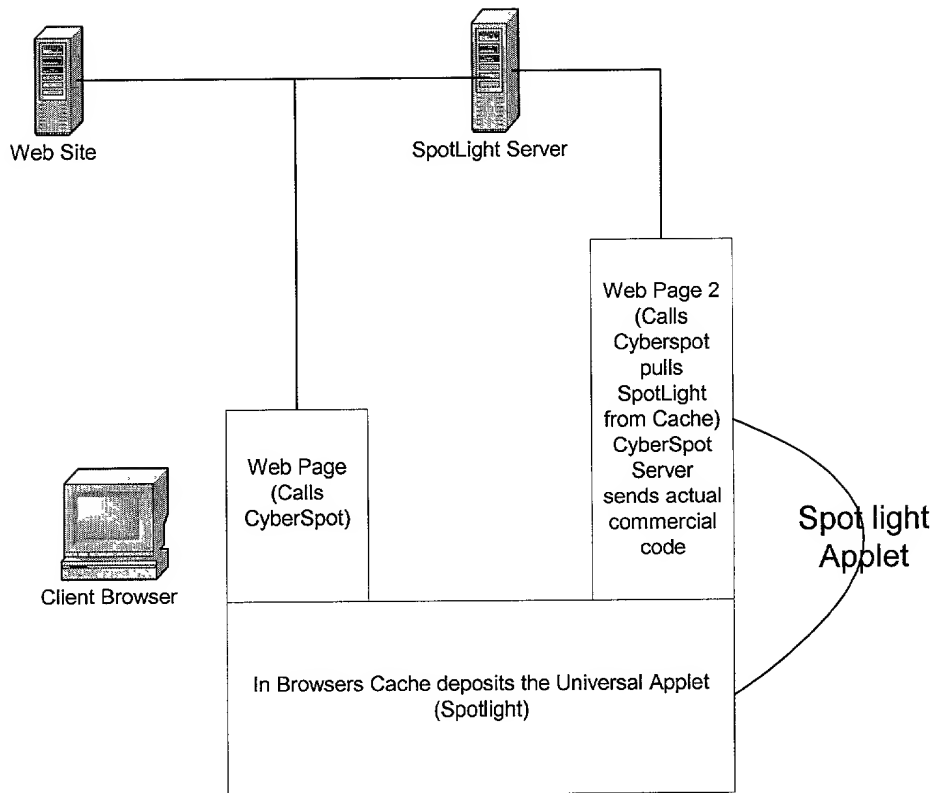 Web Site
SpotLight Server
Web Page 2
(Calls
Cyberspot
pulls
SpotLight
from Cache)
CyberSpot
Server
sends actual
commercial
code
Web Page
(Calls
CyberSpot)
Spot light
Applet
Client Browser
In Browsers Cache deposits the Universal Applet
(Spotlight)